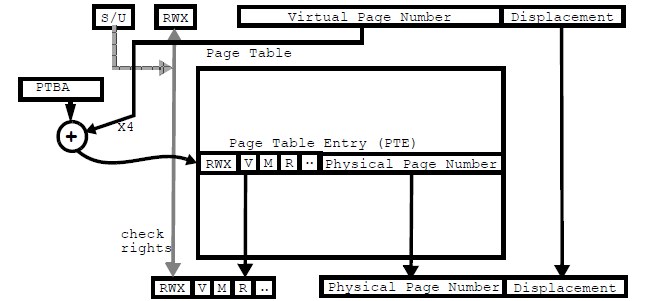 S/U RWX Virtual Page Number Displacement
Page Table
PTBA
X4
+
Page Table Entry (PTE)
RWX V M R .. Physical Page Number
check
rights
RWX V M R .. Physical Page Number Displacement